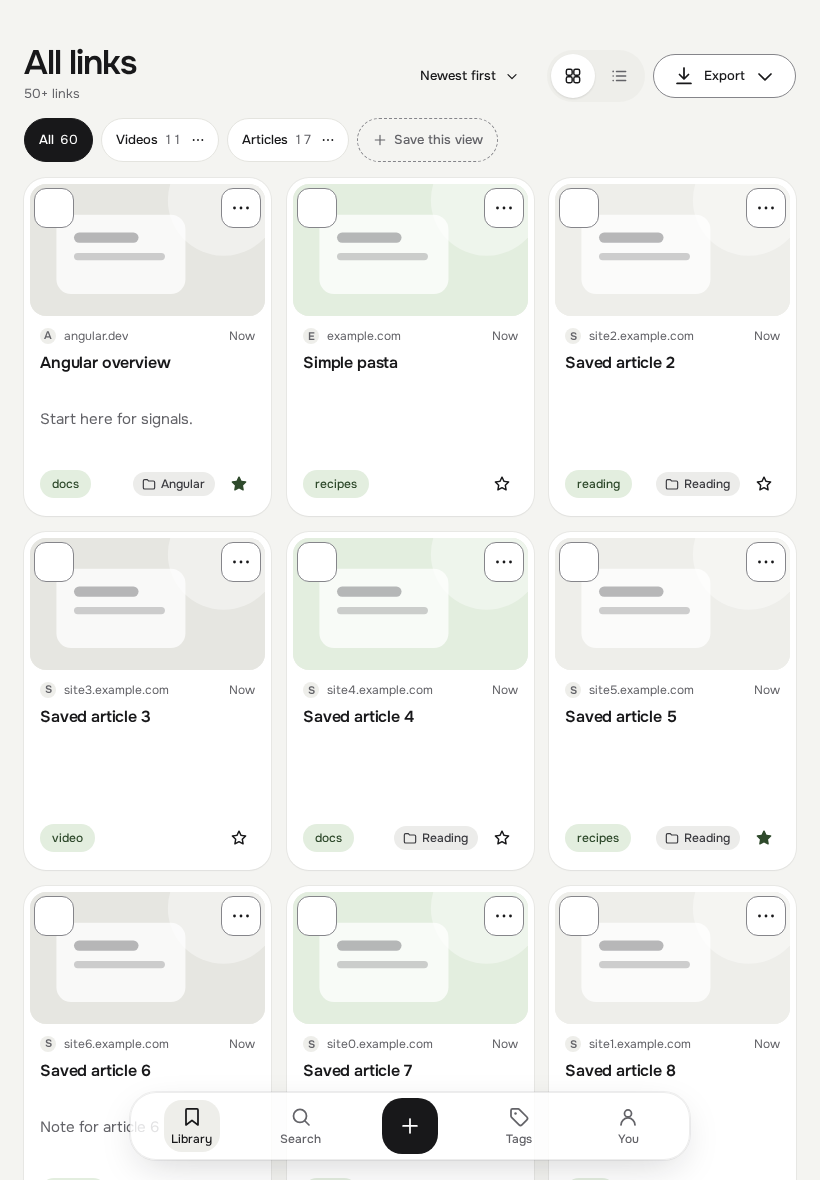 All links
50+ links
Newest first
Export
All 60
Videos 11 ···
Articles 17 ···
+ Save this view
A angular.dev Now
Angular overview
Start here for signals.
docs Angular
E example.com Now
Simple pasta
recipes
S site2.example.com Now
Saved article 2
reading Reading
S site3.example.com Now
Saved article 3
video
S site4.example.com Now
Saved article 4
docs Reading
S site5.example.com Now
Saved article 5
recipes Reading
S site6.example.com Now
Saved article 6
Note for article 6
S site0.example.com Now
Saved article 7
S site1.example.com Now
Saved article 8
Library
Search
Tags
You